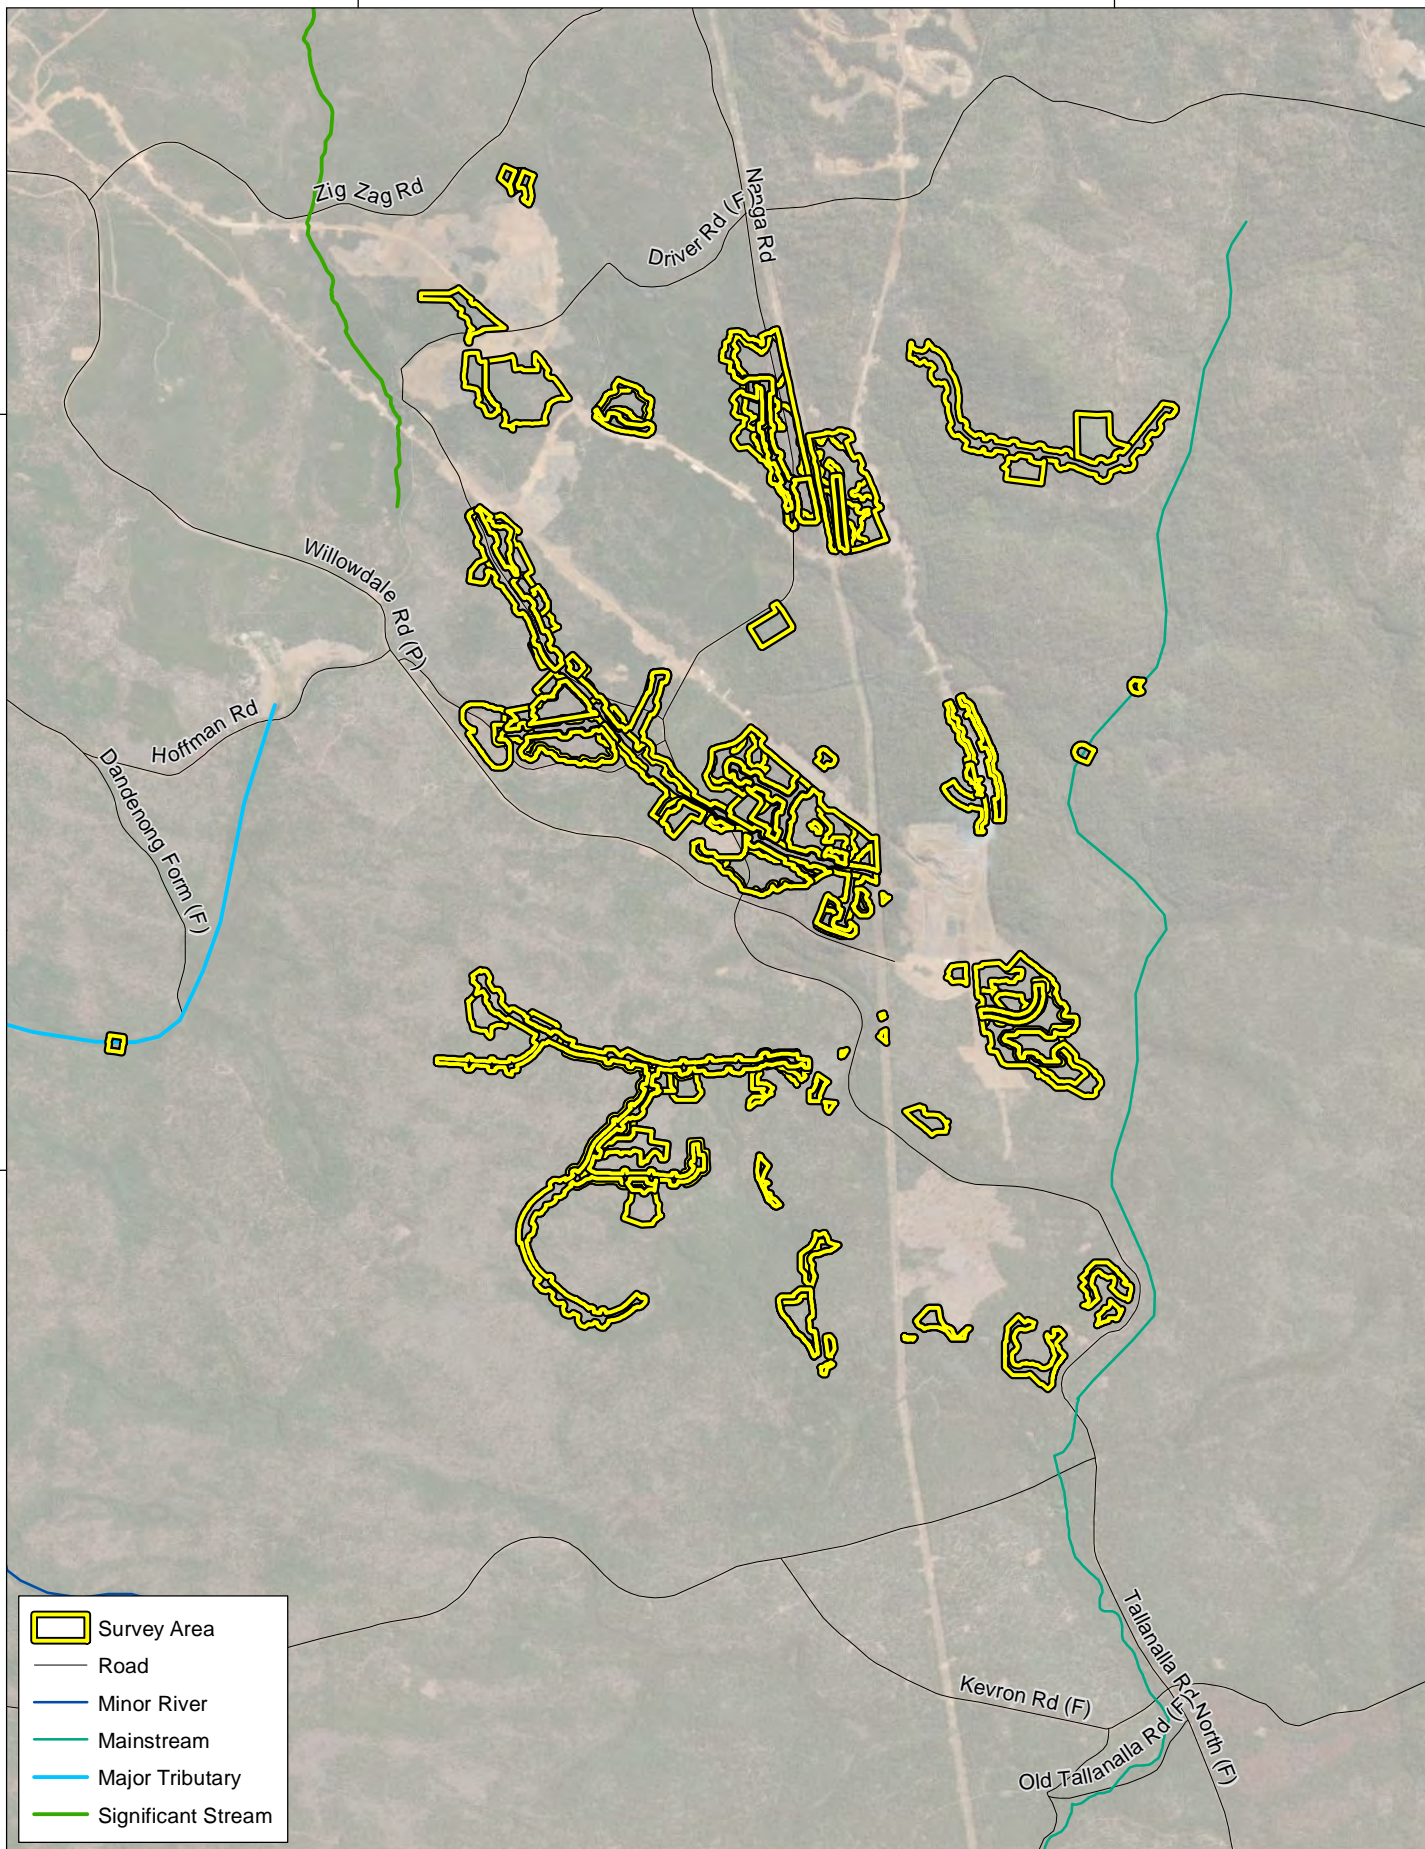 Zig Zag Rd
Nanga Rd
Driver Rd (F)
Willowdale Rd (P)
Hoffman Rd
Dandenong Form (F)
Tallanalla Rd North (F)
Kevron Rd (F)
Old Tallanalla Rd (F)
Survey Area
Road
Minor River
Mainstream
Major Tributary
Significant Stream